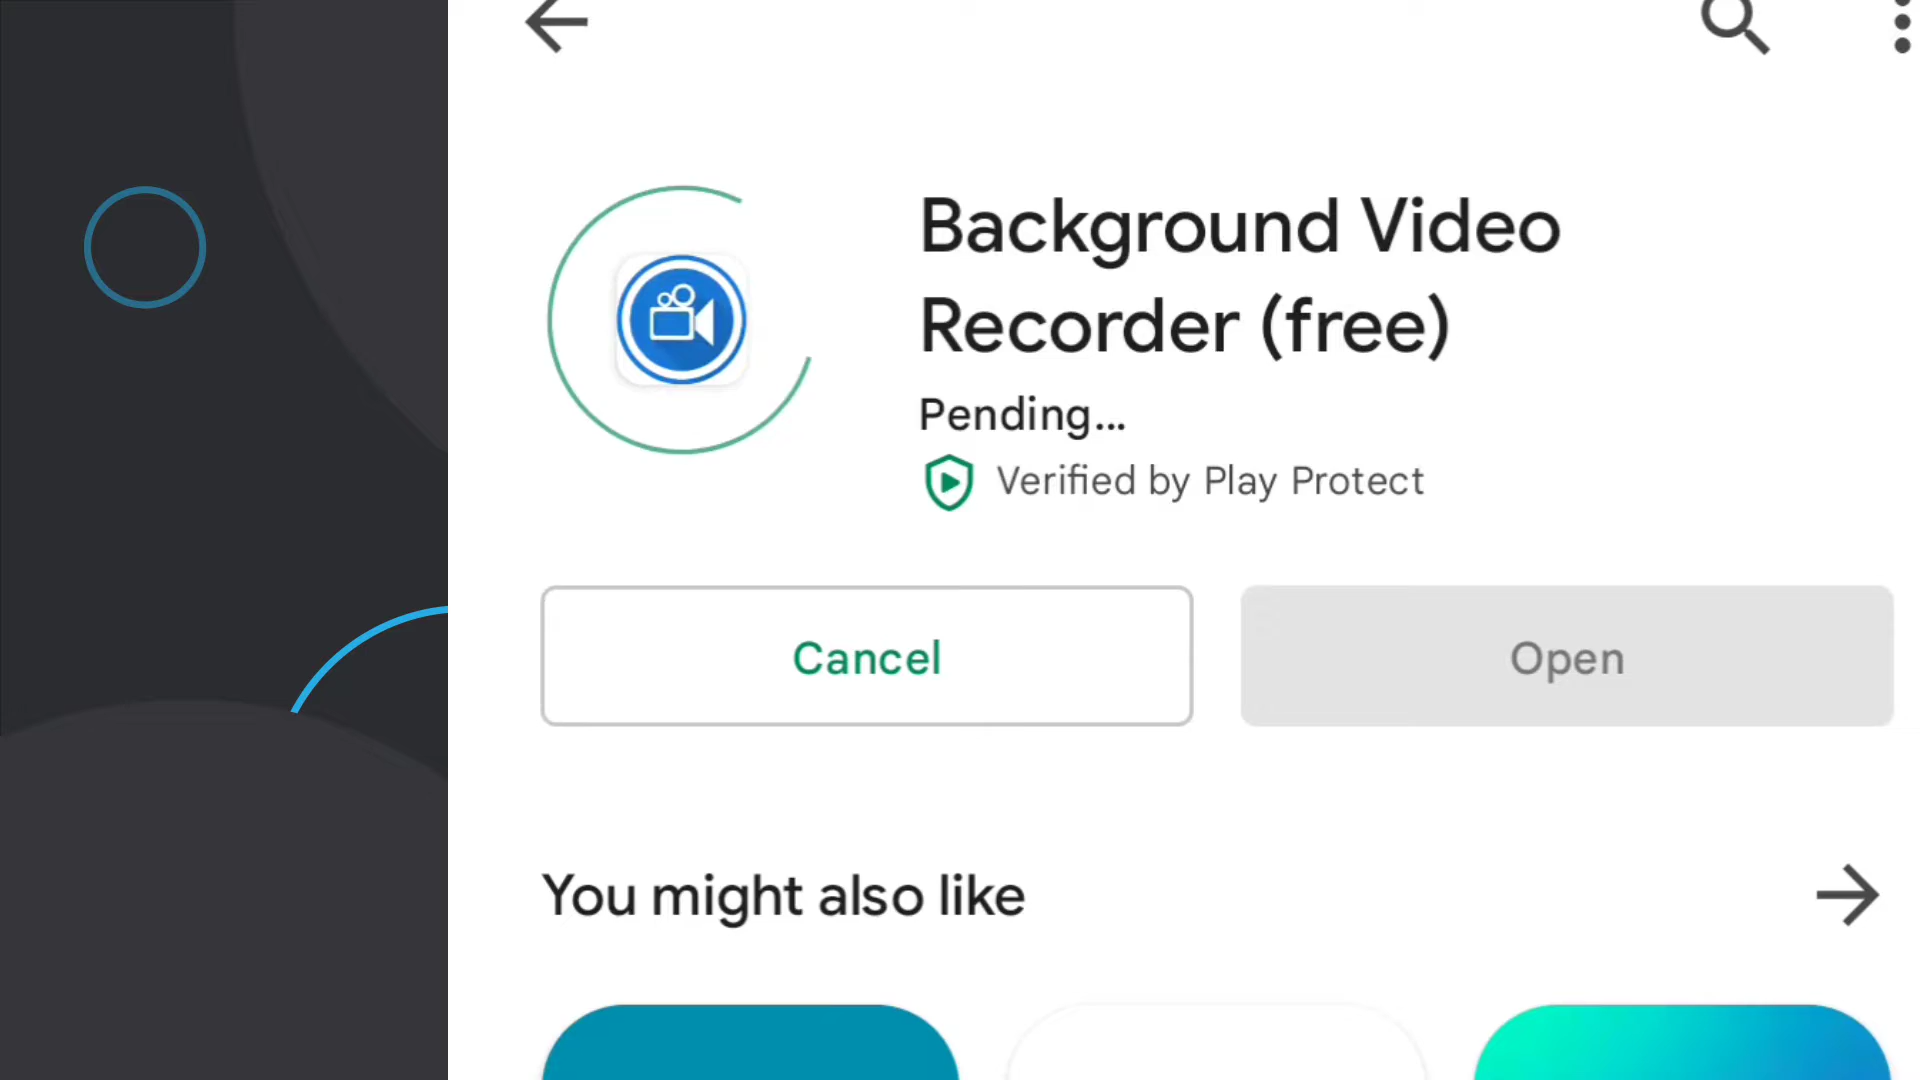 Background Video
Recorder (free)
Pending...
Verified by Play Protect
Cancel
Open
You might also like